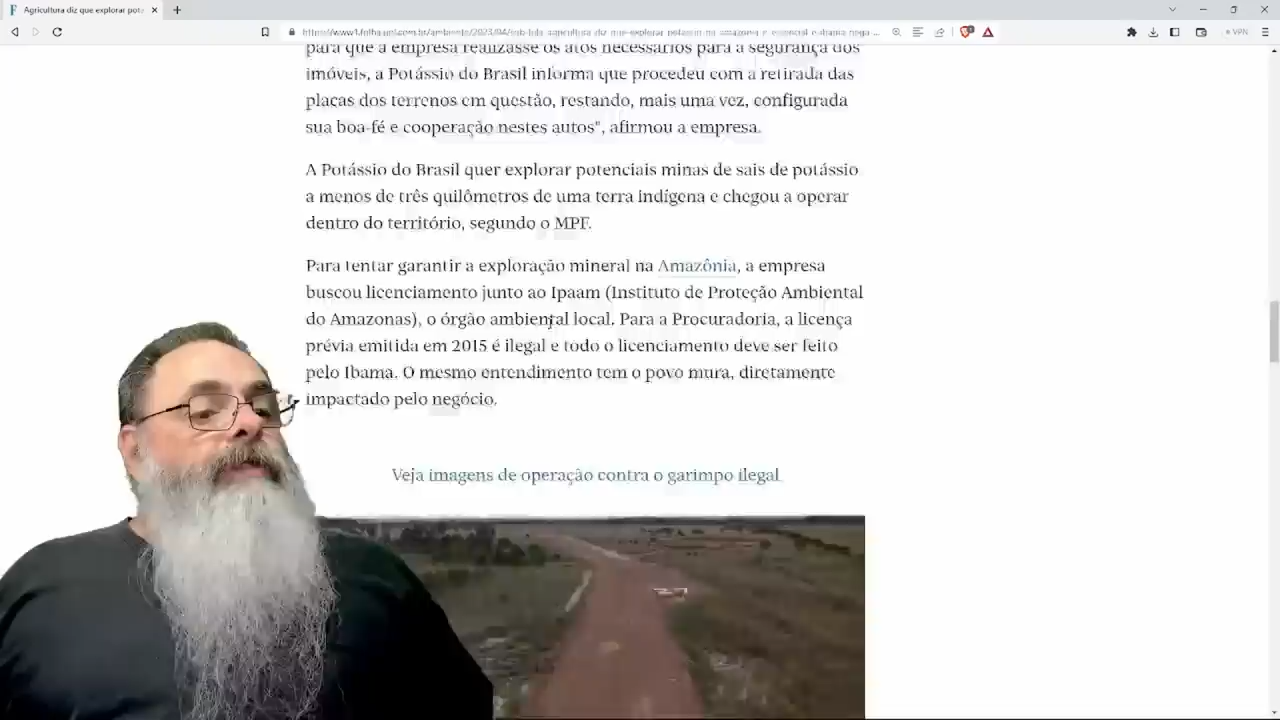 Agricultura diz que explorar pot
para que a empresa realizasse os atos necessários para a segurança dos
imóveis, a Potássio do Brasil informa que procedeu com a retirada das
placas dos terrenos em questão, restando, mais uma vez, configurada
sua boa-fé e cooperação nestes autos", afirmou a empresa.
A Potássio do Brasil quer explorar potenciais minas de sais de potássio
a menos de três quilômetros de uma terra indígena e chegou a operar
dentro do território, segundo o MPF.
Para tentar garantir a exploração mineral na Amazônia, a empresa
buscou licenciamento junto ao Ipaam (Instituto de Proteção Ambiental
do Amazonas), o órgão ambiental local. Para a Procuradoria, a licença
prévia emitida em 2015 é ilegal e todo o licenciamento deve ser feito
pelo Ibama. O mesmo entendimento tem o povo mura, diretamente
impactado pelo negócio.
Veja imagens de operação contra o garimpo ilegal
VPN